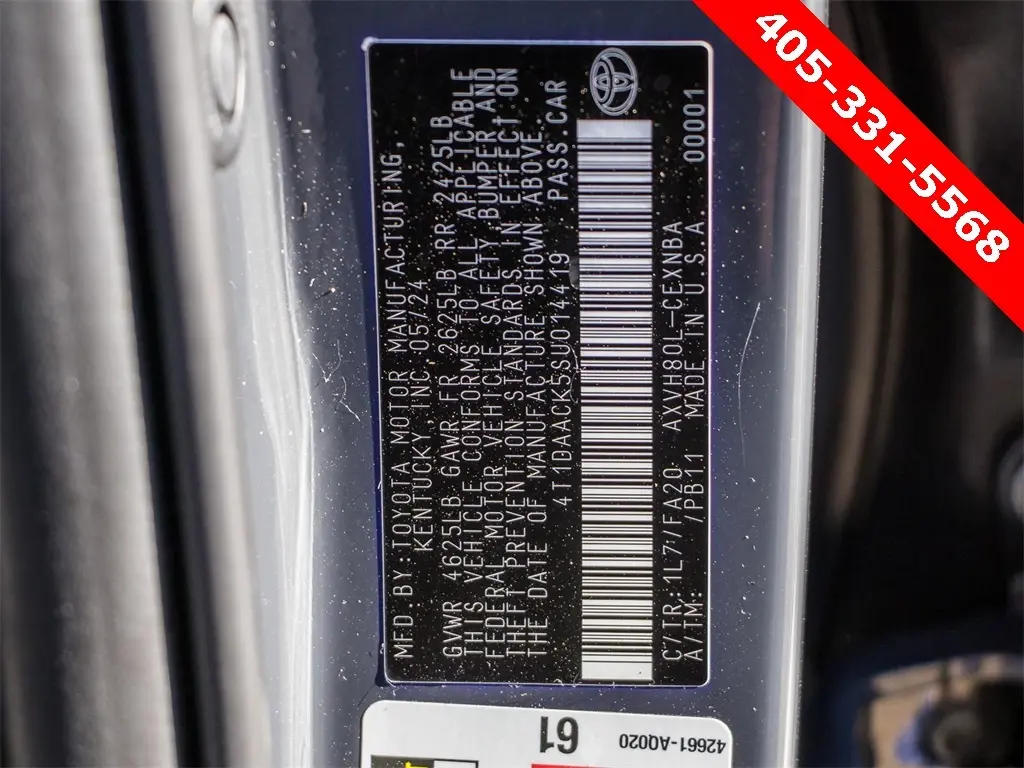 405-331-5568
MFD.BY TOYOTA MOTOR MANUFACTURING,
KENTUCKY INC 05/24
GVWR 4625LB GAWR FR 2625LB RR 2425LB
THIS VEHICLE CONFORMS TO ALL APPLICABLE
FEDERAL MOTOR VEHICLE SAFETY,BUMPER AND
THEFT PREVENTION STANDARDS IN EFFECT ON
THE DATE OF MANUFACTURE SHOWN ABOVE.
4T1DAACK5SU014419 PASS.CAR
C/TR:1L7/FA20 AXVH80L-CEXNBA 00001
A/TM: /PB11 MADE IN U.S.A.
61
42661-AQ020